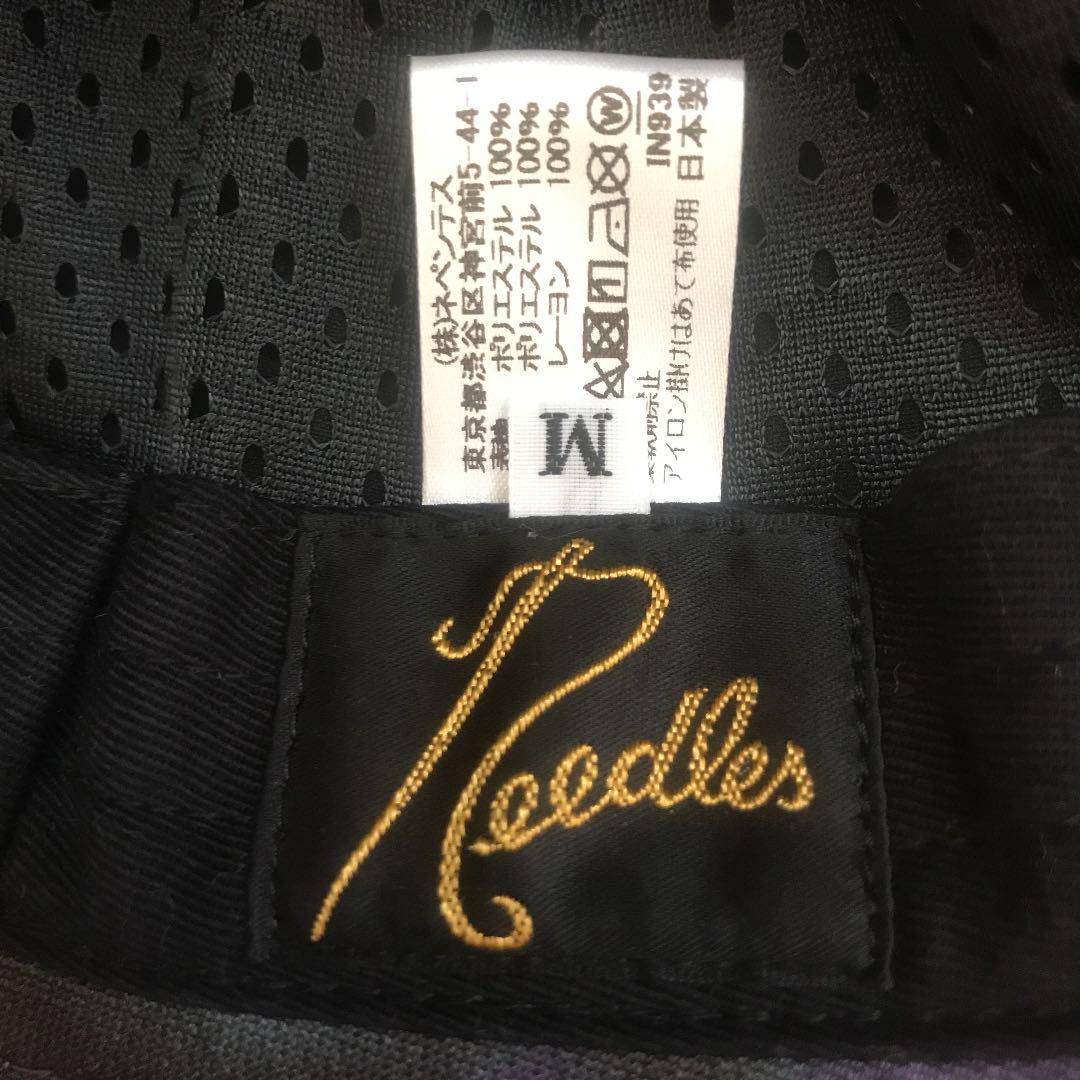 (株)ネペンテス
東京都渋谷区神宮前5-44-1
ポリエステル 100%
ポリエステル 100%
レーヨン 100%
W
アイロン掛けはあて布使用
IN939
日本製
M
Needles